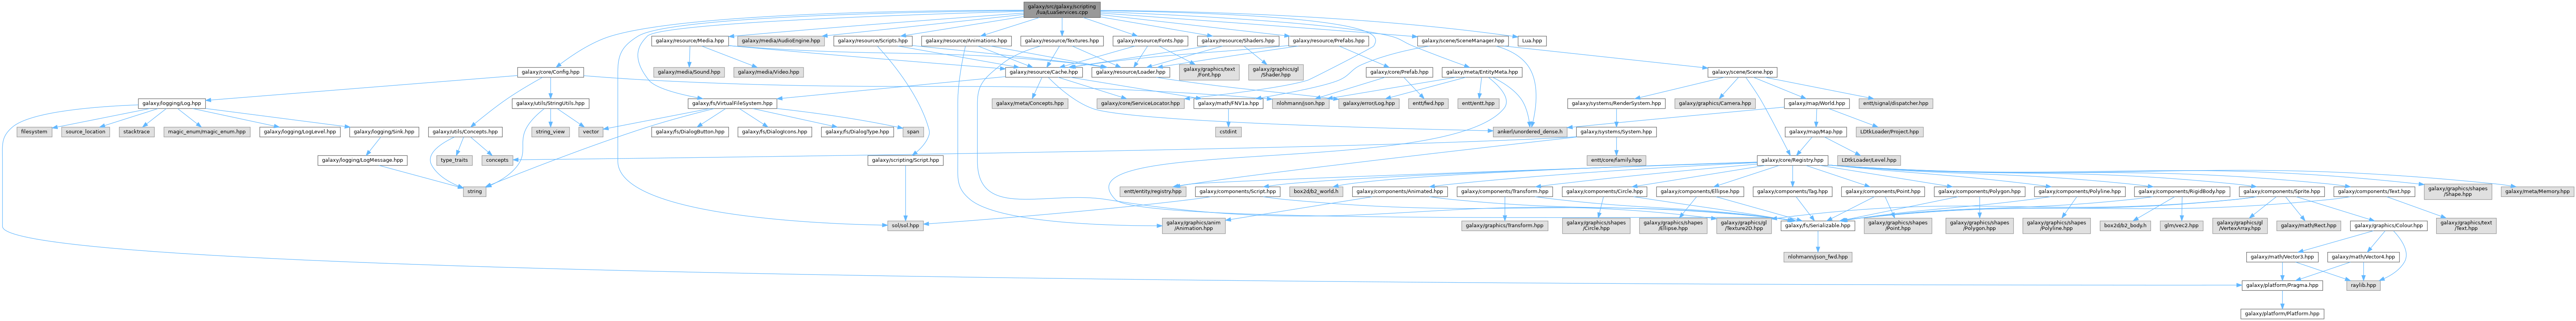 galaxy/src/galaxy/scripting
/lua/LuaServices.cpp
galaxy/resource/Media.hpp
galaxy/media/AudioEngine.hpp
galaxy/resource/Scripts.hpp
galaxy/resource/Animations.hpp
galaxy/resource/Textures.hpp
galaxy/resource/Fonts.hpp
galaxy/resource/Shaders.hpp
galaxy/resource/Prefabs.hpp
galaxy/scene/SceneManager.hpp
Lua.hpp
galaxy/core/Config.hpp
galaxy/media/Sound.hpp
galaxy/media/Video.hpp
galaxy/resource/Cache.hpp
galaxy/resource/Loader.hpp
galaxy/graphics/text
/Font.hpp
galaxy/graphics/gl
/Shader.hpp
galaxy/core/Prefab.hpp
galaxy/meta/EntityMeta.hpp
galaxy/scene/Scene.hpp
galaxy/logging/Log.hpp
galaxy/utils/StringUtils.hpp
galaxy/fs/VirtualFileSystem.hpp
galaxy/meta/Concepts.hpp
galaxy/core/ServiceLocator.hpp
galaxy/math/FNV1a.hpp
nlohmann/json.hpp
galaxy/error/Log.hpp
entt/fwd.hpp
entt/entt.hpp
galaxy/systems/RenderSystem.hpp
galaxy/graphics/Camera.hpp
galaxy/map/World.hpp
entt/signal/dispatcher.hpp
filesystem
source_location
stacktrace
magic_enum/magic_enum.hpp
galaxy/logging/LogLevel.hpp
galaxy/logging/Sink.hpp
galaxy/utils/Concepts.hpp
string_view
vector
galaxy/fs/DialogButton.hpp
galaxy/fs/DialogIcons.hpp
galaxy/fs/DialogType.hpp
span
cstdint
ankerl/unordered_dense.h
galaxy/systems/System.hpp
galaxy/map/Map.hpp
LDtkLoader/Project.hpp
galaxy/logging/LogMessage.hpp
type_traits
concepts
galaxy/scripting/Script.hpp
entt/core/family.hpp
galaxy/core/Registry.hpp
LDtkLoader/Level.hpp
string
entt/entity/registry.hpp
galaxy/components/Script.hpp
box2d/b2_world.h
galaxy/components/Animated.hpp
galaxy/components/Transform.hpp
galaxy/components/Circle.hpp
galaxy/components/Ellipse.hpp
galaxy/components/Tag.hpp
galaxy/components/Point.hpp
galaxy/components/Polygon.hpp
galaxy/components/Polyline.hpp
galaxy/components/RigidBody.hpp
galaxy/components/Sprite.hpp
galaxy/components/Text.hpp
galaxy/graphics/shapes
/Shape.hpp
galaxy/meta/Memory.hpp
sol/sol.hpp
galaxy/graphics/anim
/Animation.hpp
galaxy/graphics/Transform.hpp
galaxy/graphics/shapes
/Circle.hpp
galaxy/graphics/shapes
/Ellipse.hpp
galaxy/graphics/gl
/Texture2D.hpp
galaxy/fs/Serializable.hpp
galaxy/graphics/shapes
/Point.hpp
galaxy/graphics/shapes
/Polygon.hpp
galaxy/graphics/shapes
/Polyline.hpp
box2d/b2_body.h
glm/vec2.hpp
galaxy/graphics/gl
/VertexArray.hpp
galaxy/math/Rect.hpp
galaxy/graphics/Colour.hpp
galaxy/graphics/text
/Text.hpp
nlohmann/json_fwd.hpp
galaxy/math/Vector3.hpp
galaxy/math/Vector4.hpp
galaxy/platform/Pragma.hpp
raylib.hpp
galaxy/platform/Platform.hpp